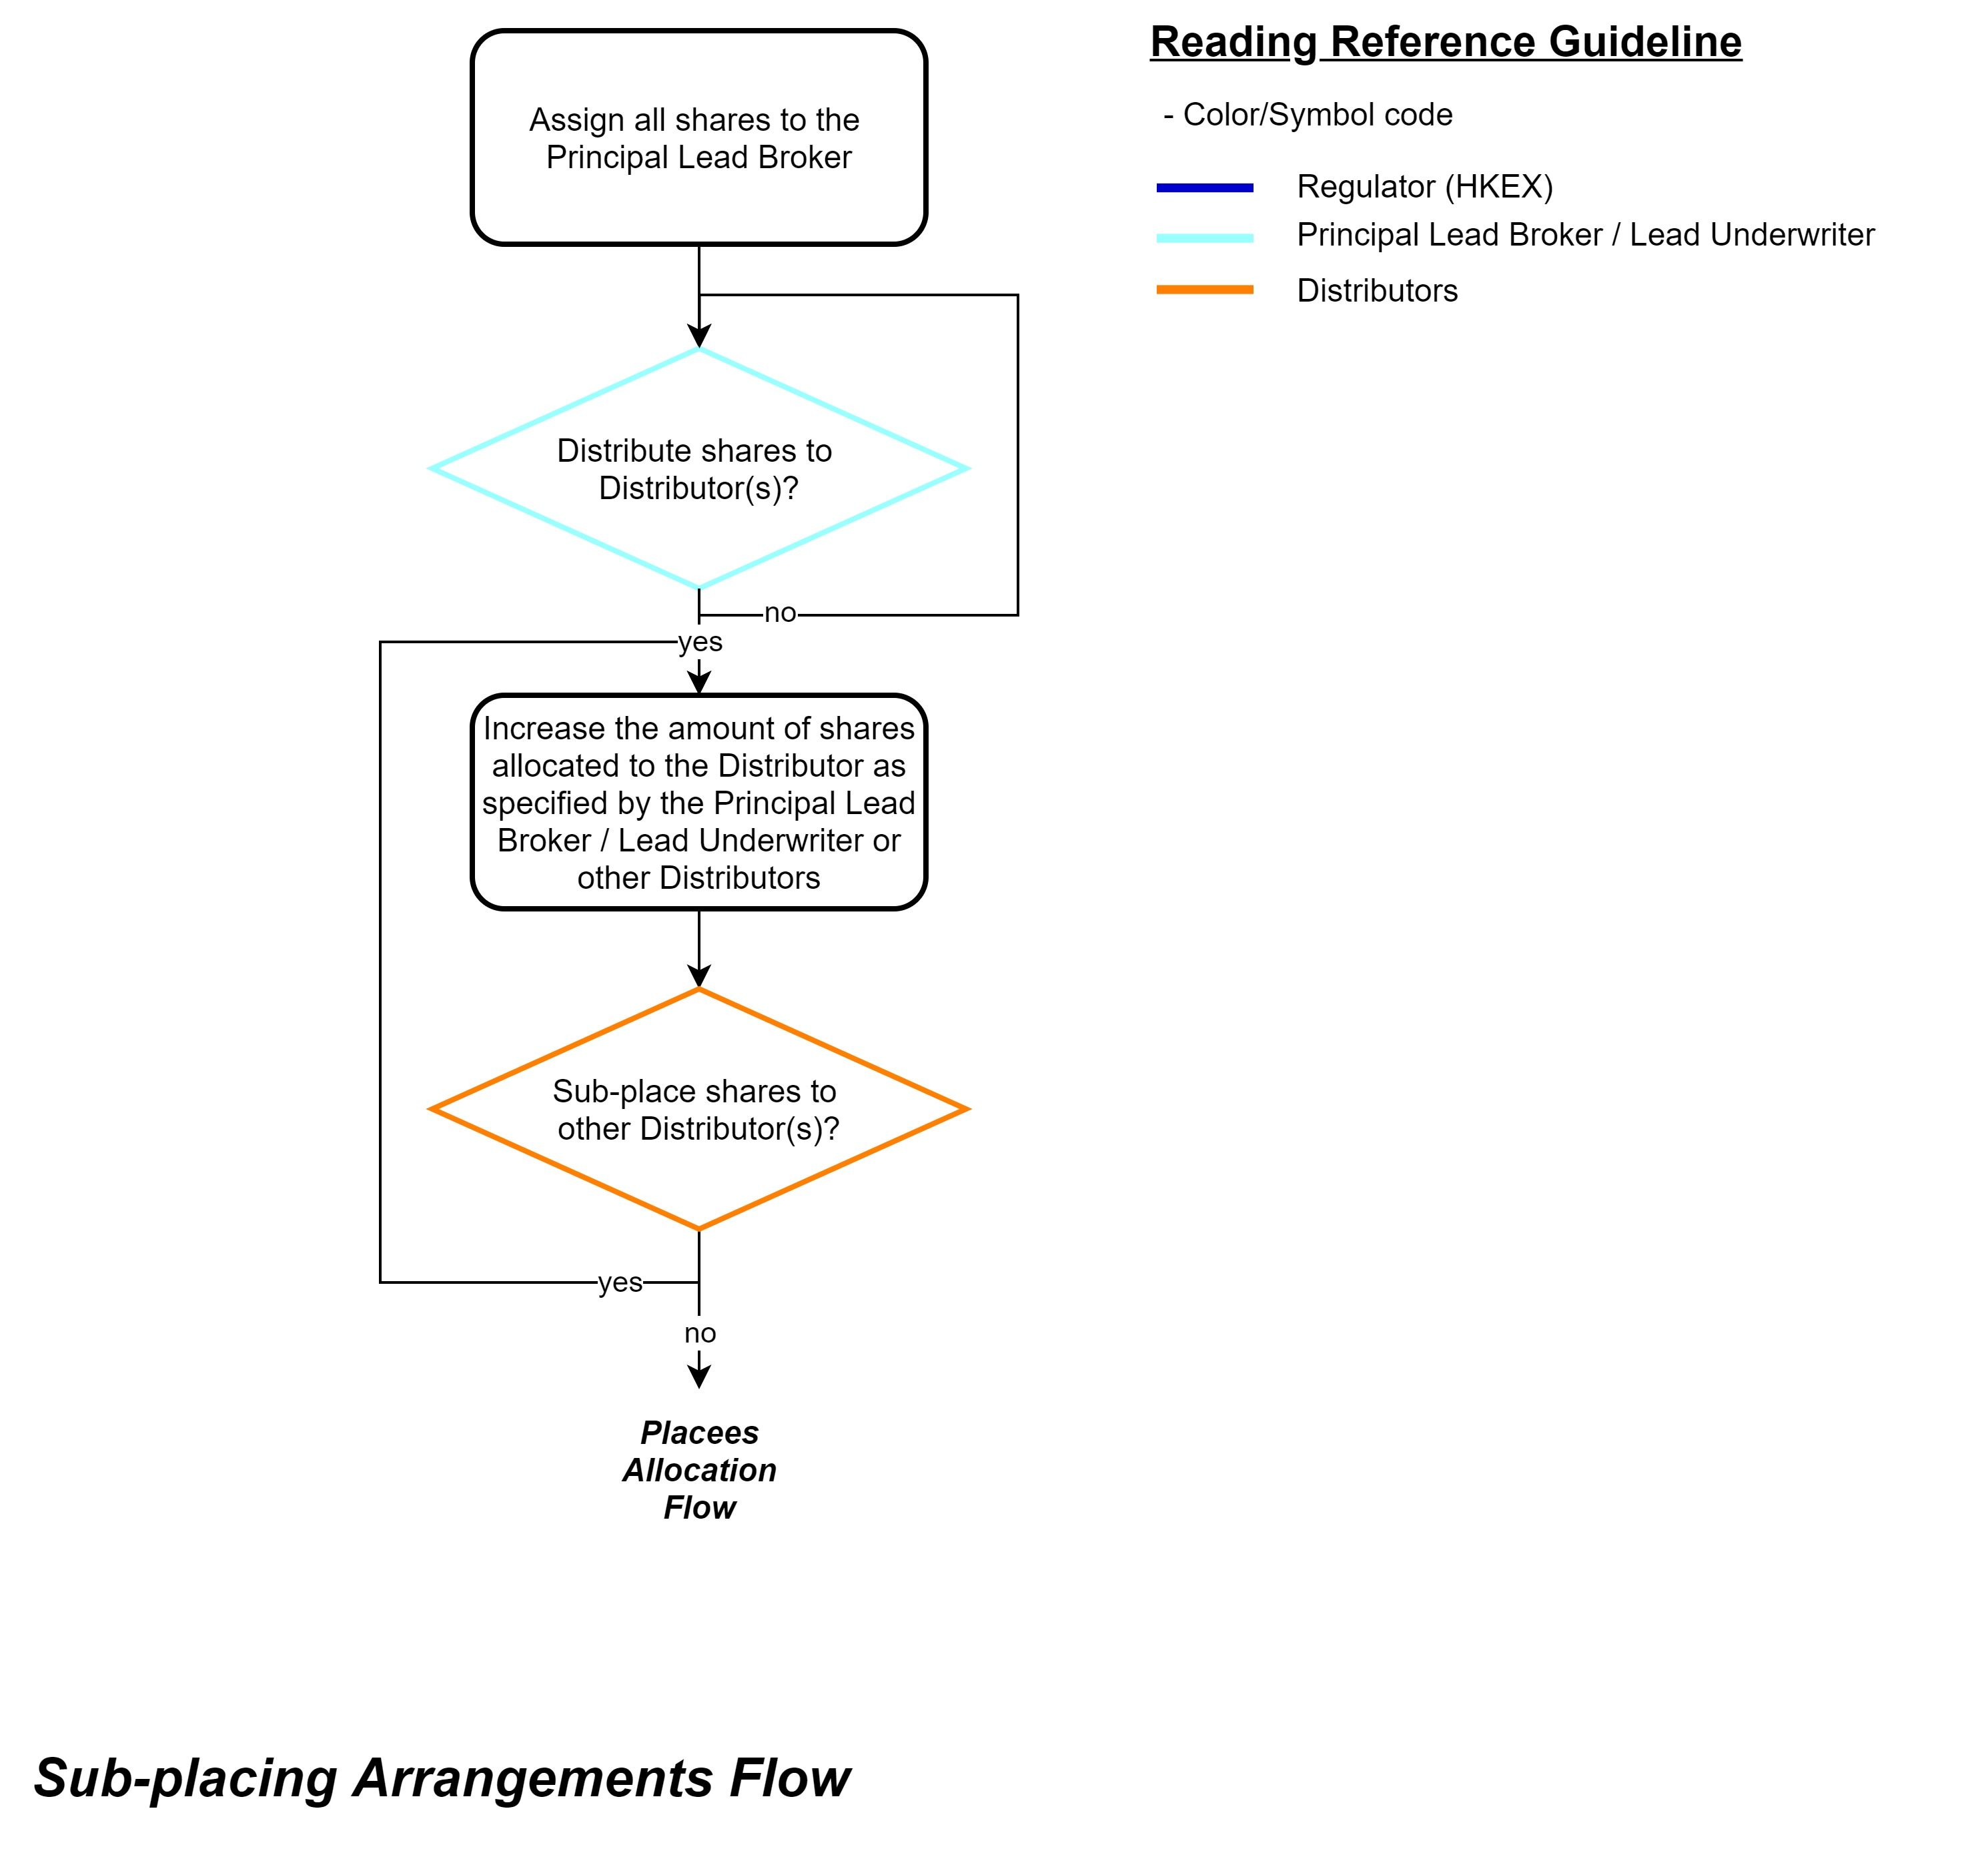 Reading Reference Guideline
- Color/Symbol code
Regulator (HKEX)
Principal Lead Broker / Lead Underwriter
Distributors
Assign all shares to the
Principal Lead Broker
Distribute shares to
Distributor(s)?
no
yes
Increase the amount of shares
allocated to the Distributor as
specified by the Principal Lead
Broker / Lead Underwriter or
other Distributors
Sub-place shares to
other Distributor(s)?
yes
no
Placees
Allocation
Flow
Sub-placing Arrangements Flow